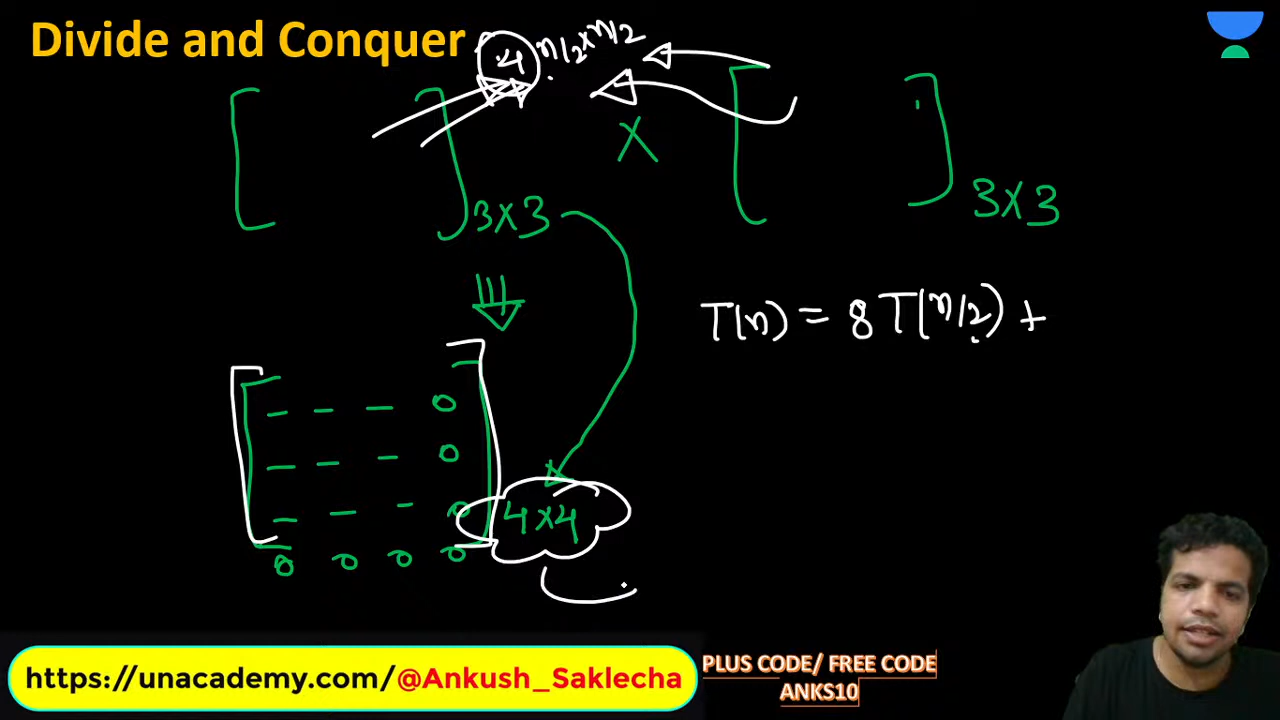 Divide and Conquer
4 n/2 x n/2
[ ] 3x3 X [ ] 3x3
T(n) = 8T(n/2) +
- - - 0
- - - 0
- - - 0
0 0 0 0
4x4
https://unacademy.com/@Ankush_Saklecha
PLUS CODE/ FREE CODE
ANKS10